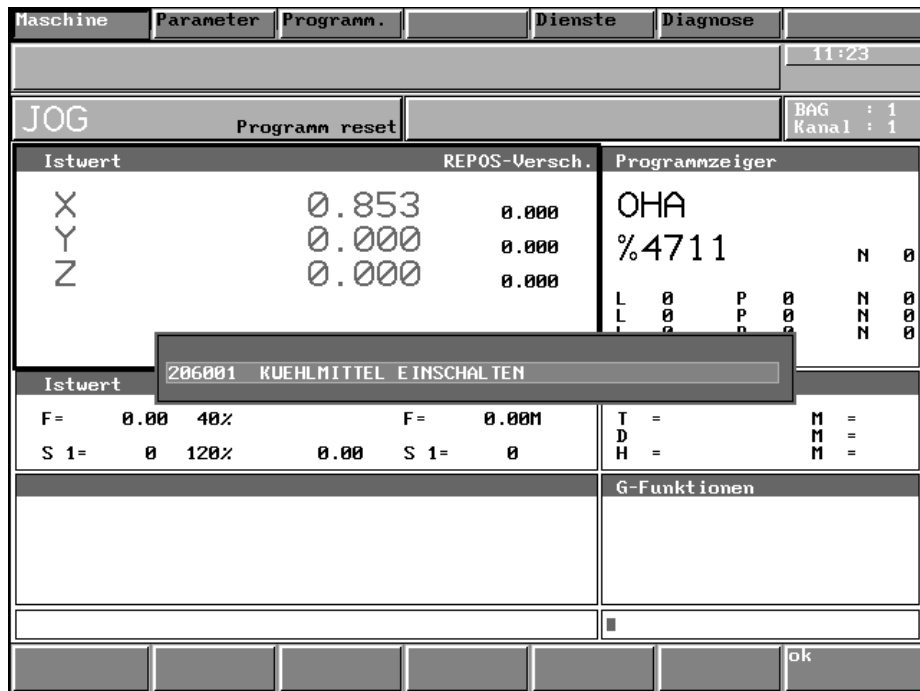 Maschine Parameter Programm. Dienste Diagnose
11:23
JOG Programm reset
BAG : 1
Kanal : 1
Istwert REPOS-Versch. Programmzeiger
X 0.853 0.000 OHA
Y 0.000 0.000 %4711 N 0
Z 0.000 0.000
L 0 P 0 N 0
L 0 P 0 N 0
L 0 P 0 N 0
206001 KUEHLMITTEL EINSCHALTEN
Istwert
F= 0.00 40% F= 0.00M T = M =
D M =
S 1= 0 120% 0.00 S 1= 0 H = M =
G-Funktionen
ok